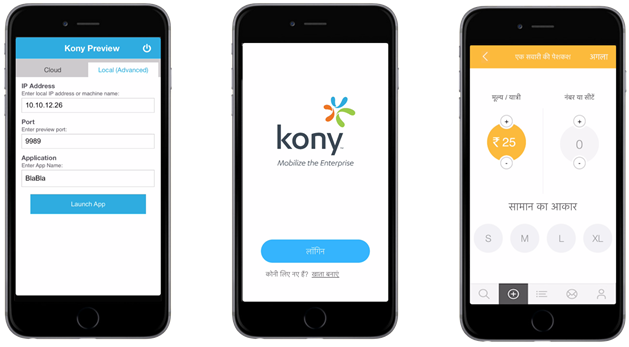 Kony Preview
Cloud
Local (Advanced)
IP Address
Enter local IP address or machine name:
10.10.12.26
Port
Enter preview port:
9989
Application
Enter App Name:
BlaBla
Launch App
kony
Mobilize the Enterprise
लॉगिन
कोनी लिए नए है? खाता बनाएं
एक सवारी की पेशकश
अगला
मूल्य / यात्री
नंबर या सीटें
+
+
₹ 25
0
-
-
सामान का आकार
S
M
L
XL